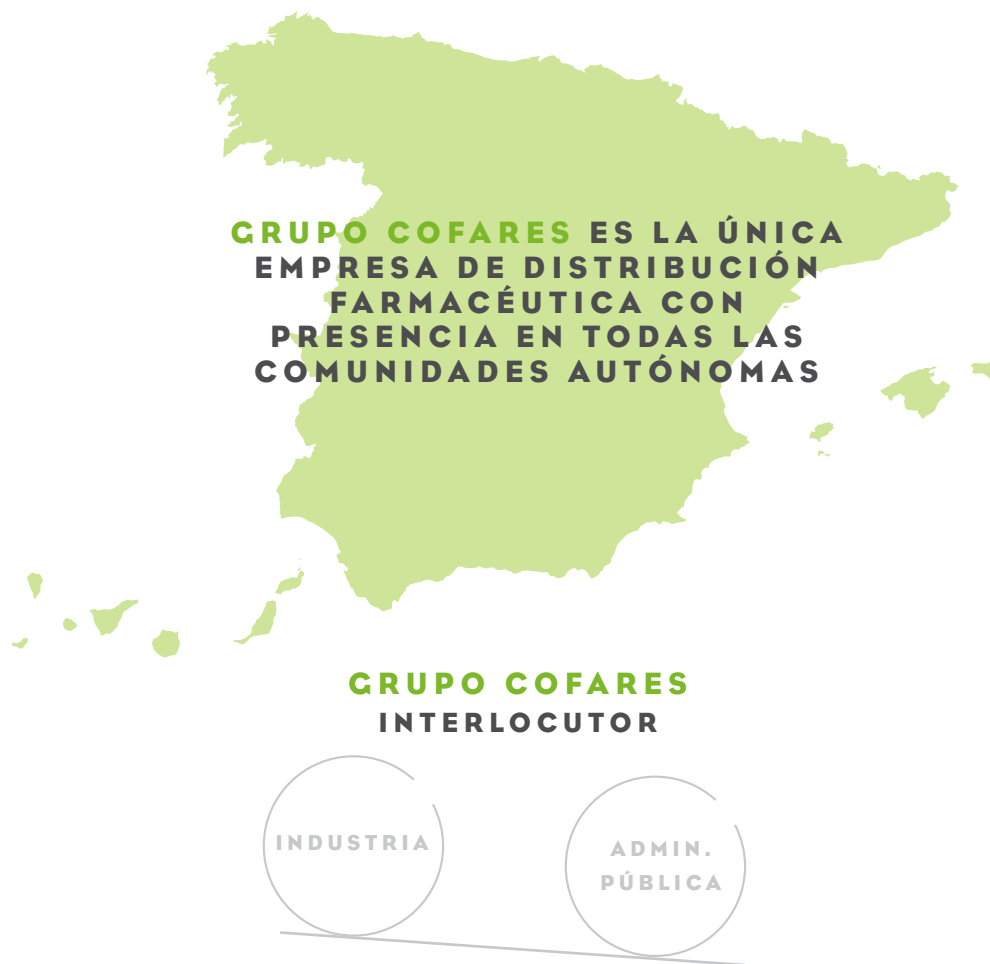 GRUPO COFARES ES LA ÚNICA
EMPRESA DE DISTRIBUCIÓN
FARMACÉUTICA CON
PRESENCIA EN TODAS LAS
COMUNIDADES AUTÓNOMAS
GRUPO COFARES
INTERLOCUTOR
INDUSTRIA
ADMIN.
PÚBLICA